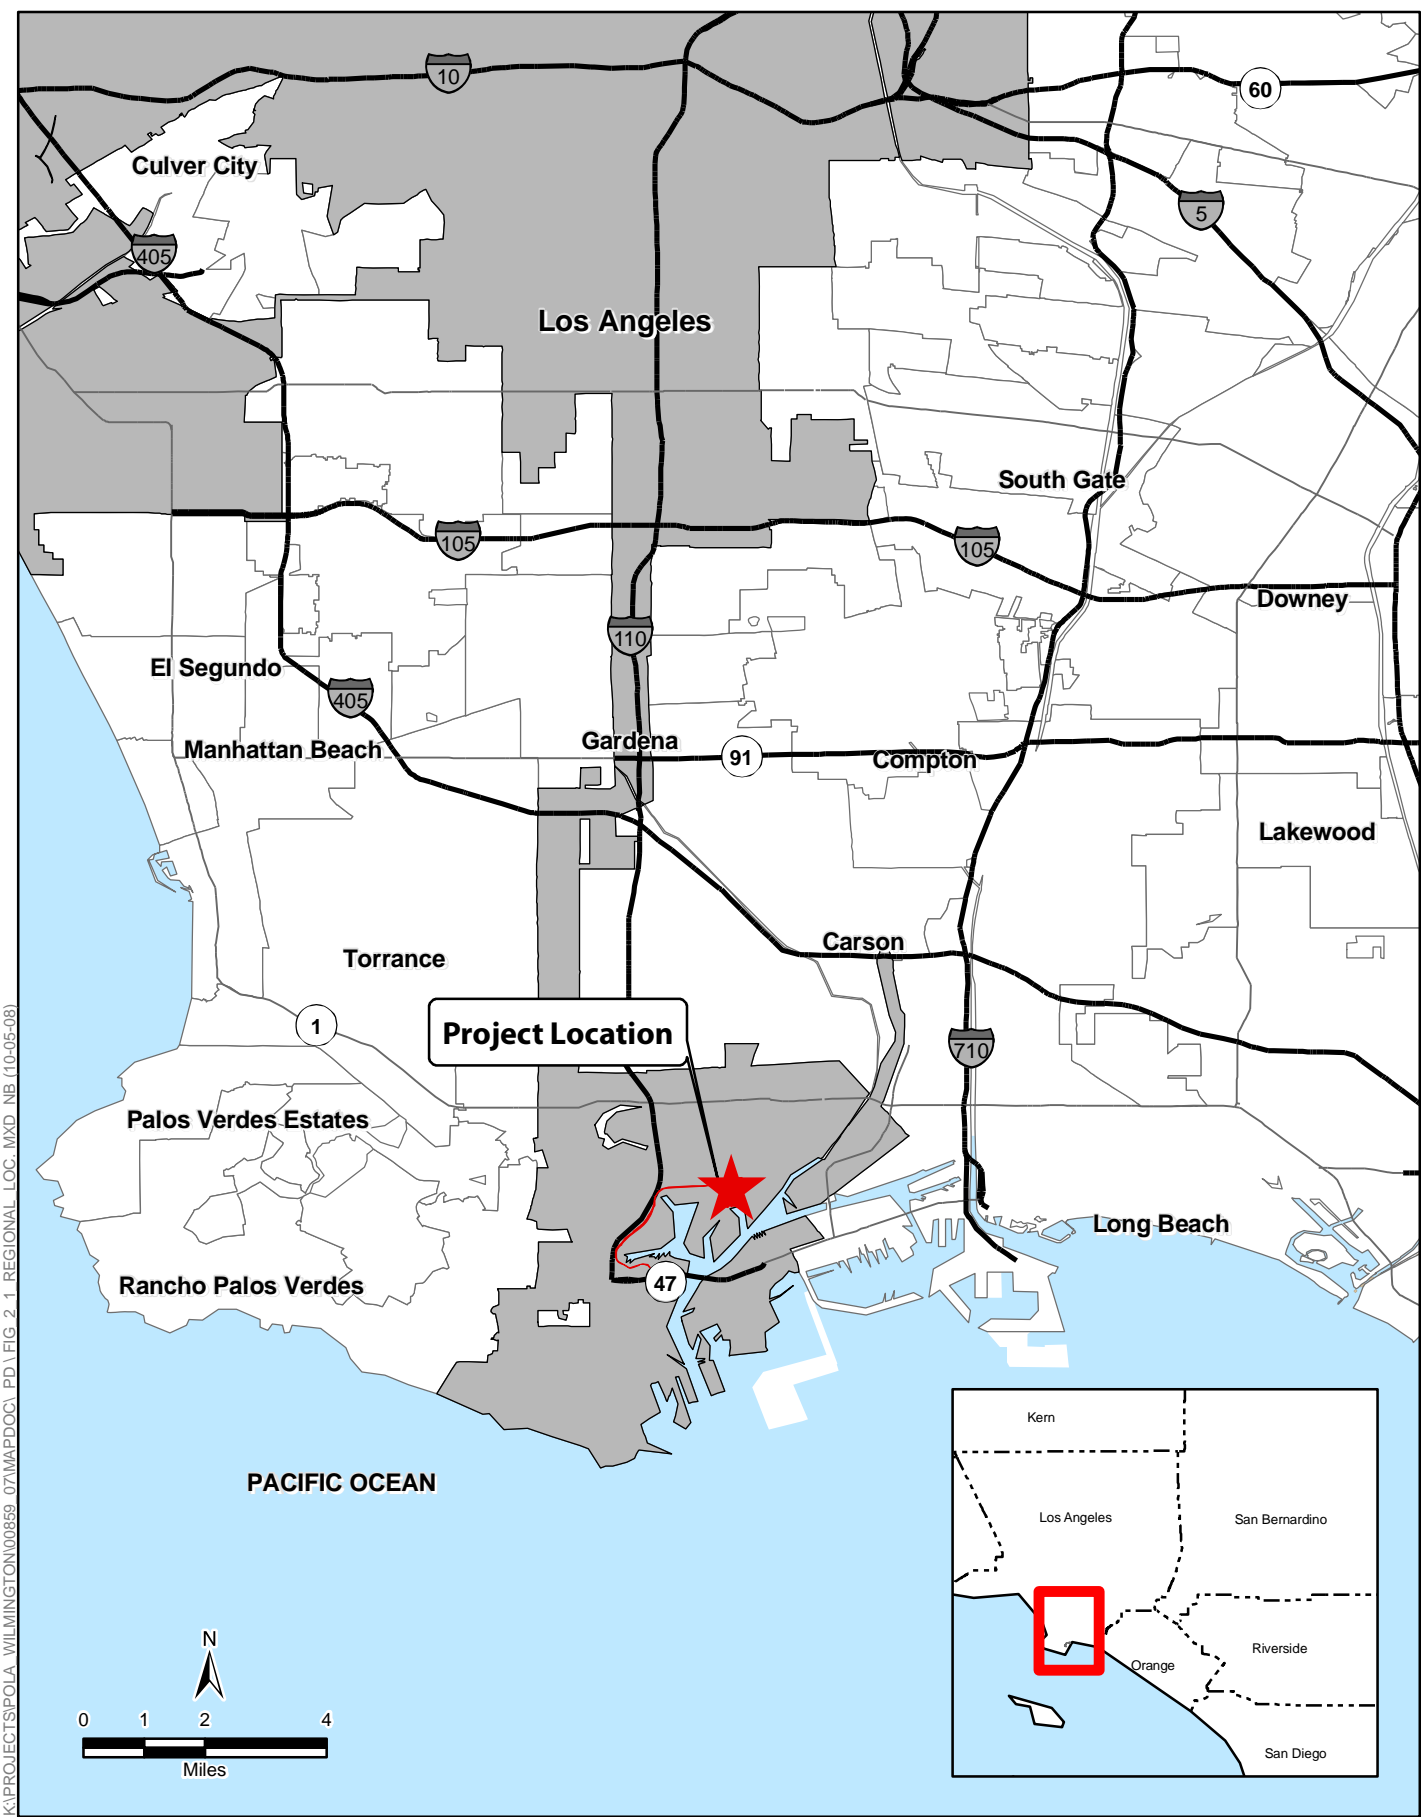 10
60
Culver City
5
405
Los Angeles
South Gate
105
105
Downey
110
El Segundo
405
Gardena
Manhattan Beach
91
Compton
Lakewood
Carson
Torrance
1
Project Location
710
Palos Verdes Estates
Long Beach
Rancho Palos Verdes
47
PACIFIC OCEAN
Kern
Los Angeles
San Bernardino
Riverside
Orange
San Diego
N
0 1 2 4
Miles
K:\PROJECTS\POLA_WILMINGTON\00859_07\MAPDOC\_PD\FIG_2_1_REGIONAL_LOC. MXD NB (10-05-08)